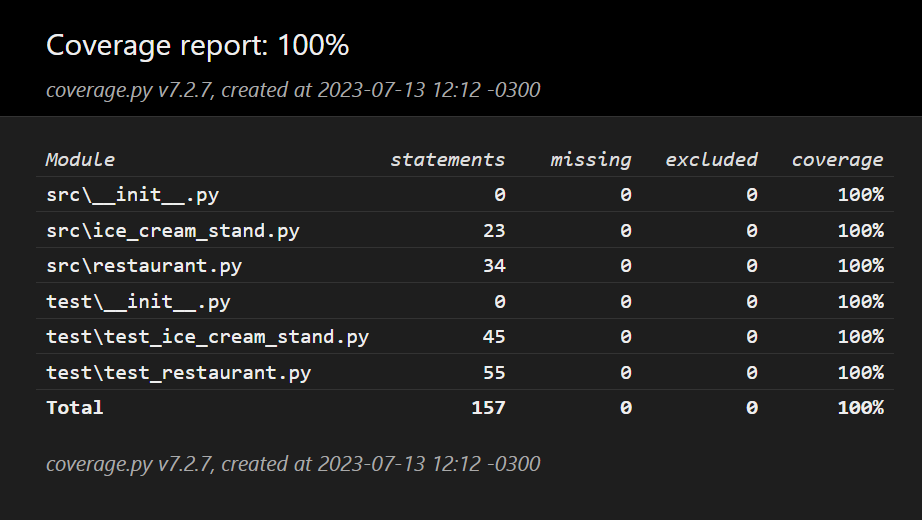 Coverage report: 100%
coverage.py v7.2.7, created at 2023-07-13 12:12 -0300
Module statements missing excluded coverage
src\__init__.py 0 0 0 100%
src\ice_cream_stand.py 23 0 0 100%
src\restaurant.py 34 0 0 100%
test\__init__.py 0 0 0 100%
test\test_ice_cream_stand.py 45 0 0 100%
test\test_restaurant.py 55 0 0 100%
Total 157 0 0 100%
coverage.py v7.2.7, created at 2023-07-13 12:12 -0300